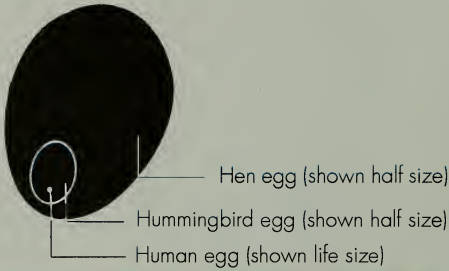 Hen egg (shown half size)
Hummingbird egg (shown half size)
Human egg (shown life size)